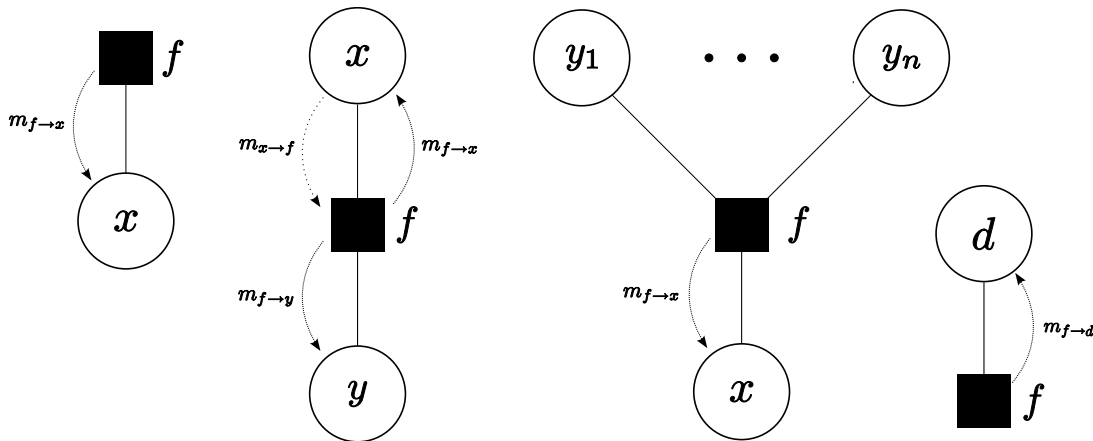 f
m_{f→x}
x
x
m_{x→f}
m_{f→x}
f
m_{f→y}
y
y_1 • • • y_n
f
m_{f→x}
x
d
m_{f→d}
f